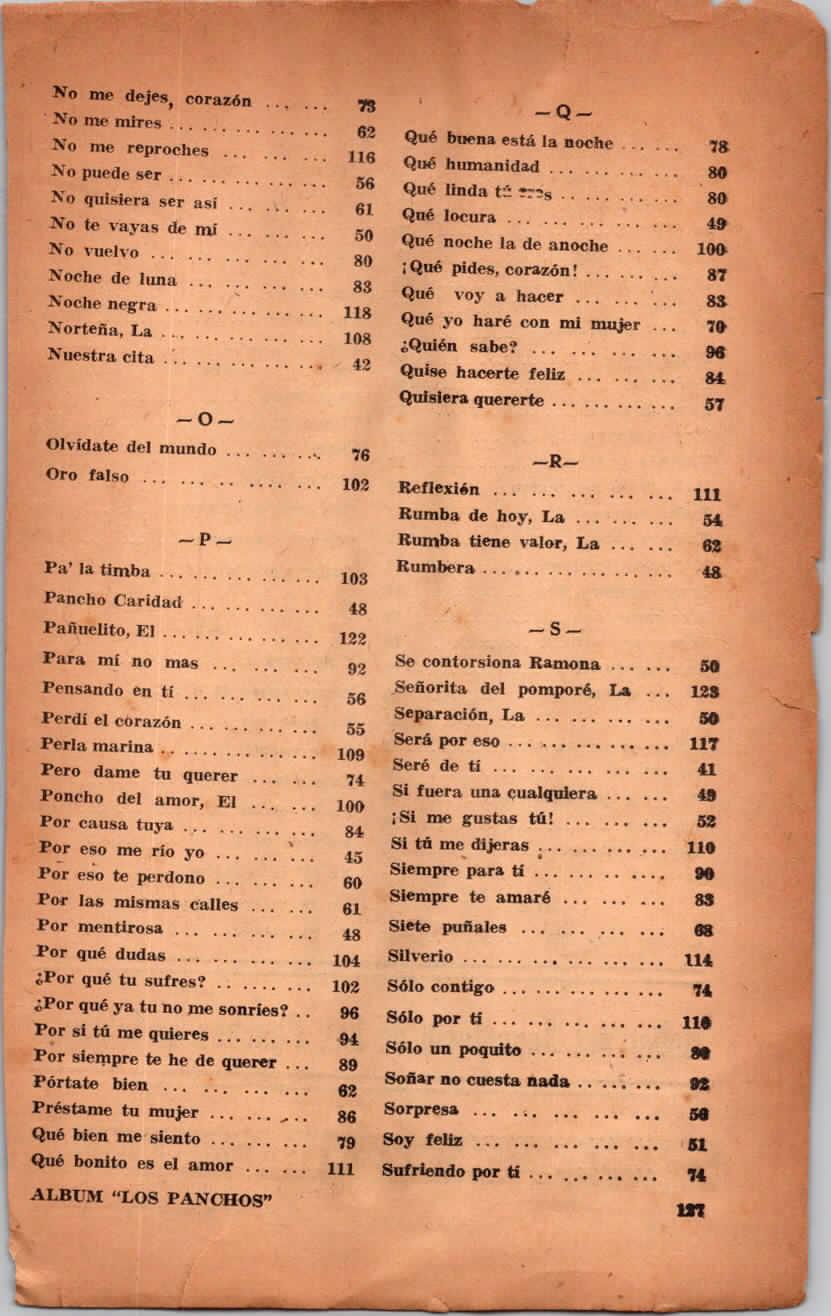 No me dejes, corazón ... ... 73
No me mires ... ... ... ... ... 62
No me reproches ... ... ... 116
No puede ser ... ... ... ... ... 56
No quisiera ser así ... ... ... 61
No te vayas de mí ... ... ... 50
No vuelvo ... ... ... ... ... 80
Noche de luna ... ... ... ... 83
Noche negra ... ... ... ... ... 118
Norteña, La ... ... ... ... ... 108
Nuestra cita ... ... ... ... ... 42
— O —
Olvídate del mundo ... ... ... 76
Oro falso ... ... ... ... ... 102
— P —
Pa' la timba ... ... ... ... ... 103
Pancho Caridad ... ... ... ... 48
Pañuelito, El ... ... ... ... ... 122
Para mí no mas ... ... ... 92
Pensando en tí ... ... ... ... 56
Perdí el corazón ... ... ... ... 55
Perla marina ... ... ... ... ... 109
Pero dame tu querer ... ... 74
Poncho del amor, El ... ... 100
Por causa tuya ... ... ... ... 84
Por eso me río yo ... ... ... 45
Por eso te perdono ... ... ... 60
Por las mismas calles ... ... 61
Por mentirosa ... ... ... ... 48
Por qué dudas ... ... ... ... 104
¿Por qué tu sufres? ... ... ... 102
¿Por qué ya tu no me sonríes? .. 96
Por si tú me quieres ... ... ... 94
Por siempre te he de querer ... 89
Pórtate bien ... ... ... ... 62
Préstame tu mujer ... ... ... 86
Qué bien me siento ... ... ... 79
Qué bonito es el amor ... ... 111
ALBUM "LOS PANCHOS"
— Q —
Qué buena está la noche ... ... 78
Qué humanidad ... ... ... ... 80
Qué linda tú ... ... ... ... 80
Qué locura ... ... ... ... ... 49
Qué noche la de anoche ... ... 100
¡Qué pides, corazón! ... ... ... 87
Qué voy a hacer ... ... ... 83
Qué yo haré con mi mujer ... 70
¿Quién sabe? ... ... ... ... 96
Quise hacerte feliz ... ... ... 84
Quisiera quererte ... ... ... ... 57
—R—
Reflexión ... ... ... ... ... 111
Rumba de hoy, La ... ... ... 54
Rumba tiene valor, La ... ... 62
Rumbera ... ... ... ... ... ... 48
— S —
Se contorsiona Ramona ... ... 50
Señorita del pomporé, La ... 123
Separación, La ... ... ... ... 50
Será por eso ... ... ... ... ... 117
Seré de tí ... ... ... ... ... 41
Si fuera una cualquiera ... ... 49
¡Si me gustas tú! ... ... ... 52
Si tú me dijeras ... ... ... ... 110
Siempre para tí ... ... ... ... 90
Siempre te amaré ... ... ... 83
Siete puñales ... ... ... ... 68
Silverio ... ... ... ... ... ... 114
Sólo contigo ... ... ... ... ... 74
Sólo por tí ... ... ... ... ... 110
Sólo un poquito ... ... ... ...
Soñar no cuesta nada ... ... ... 92
Sorpresa ... ... ... ... ... 50
Soy feliz ... ... ... ... ... 51
Sufriendo por tí ... ... ... ... 74
127